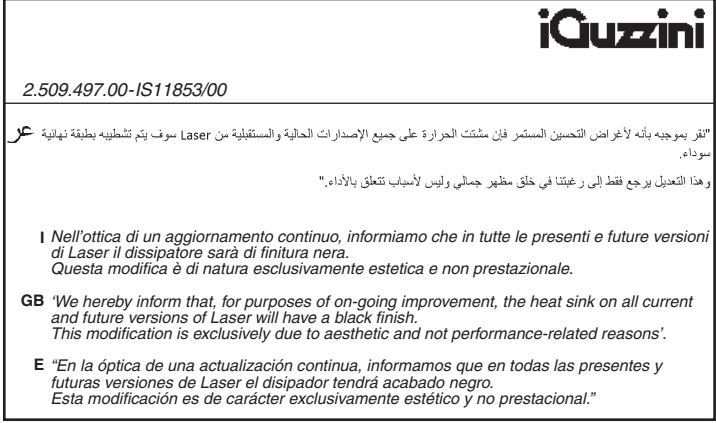 iGuzzini
2.509.497.00-IS11853/00
عر "نقر بموجبه بأنه لأغراض التحسين المستمر فإن مشتت الحرارة على جميع الإصدارات الحالية والمستقبلية من Laser سوف يتم تشطيبه بطبقة نهائية
سوداء.
وهذا التعديل يرجع فقط إلى رغبتنا في خلق مظهر جمالي وليس لأسباب تتعلق بالأداء."
I Nell'ottica di un aggiornamento continuo, informiamo che in tutte le presenti e future versioni
di Laser il dissipatore sarà di finitura nera.
Questa modifica è di natura esclusivamente estetica e non prestazionale.
GB 'We hereby inform that, for purposes of on-going improvement, the heat sink on all current
and future versions of Laser will have a black finish.
This modification is exclusively due to aesthetic and not performance-related reasons'.
E "En la óptica de una actualización continua, informamos que en todas las presentes y
futuras versiones de Laser el disipador tendrá acabado negro.
Esta modificación es de carácter exclusivamente estético y no prestacional."